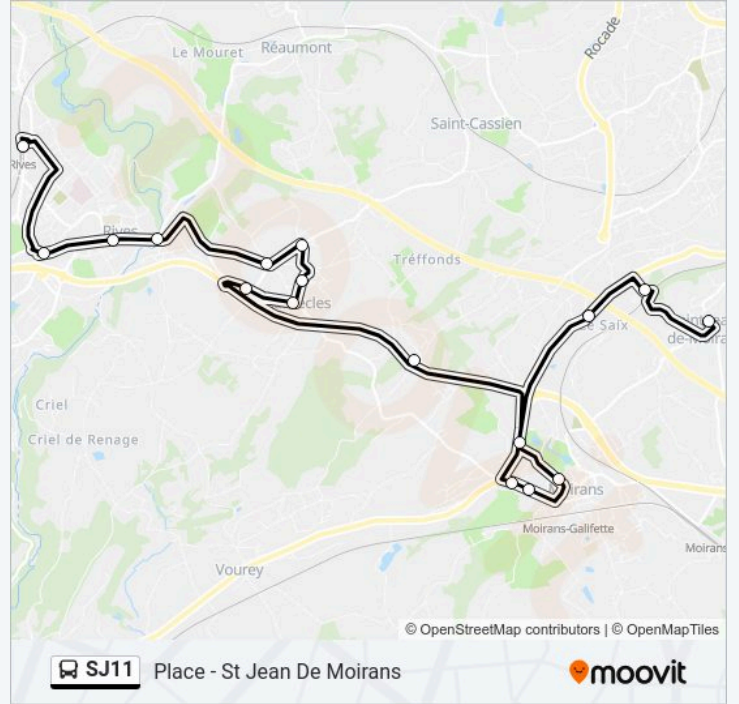 Le Mouret
Réaumont
Rocade
Saint-Cassien
Rives
Rives
Tréffonds
Criel
Criel de Renage
Moirans-Galifette
Moirans
Vourey
© OpenStreetMap contributors | © OpenMapTiles
SJ11 Place - St Jean De Moirans
moovit